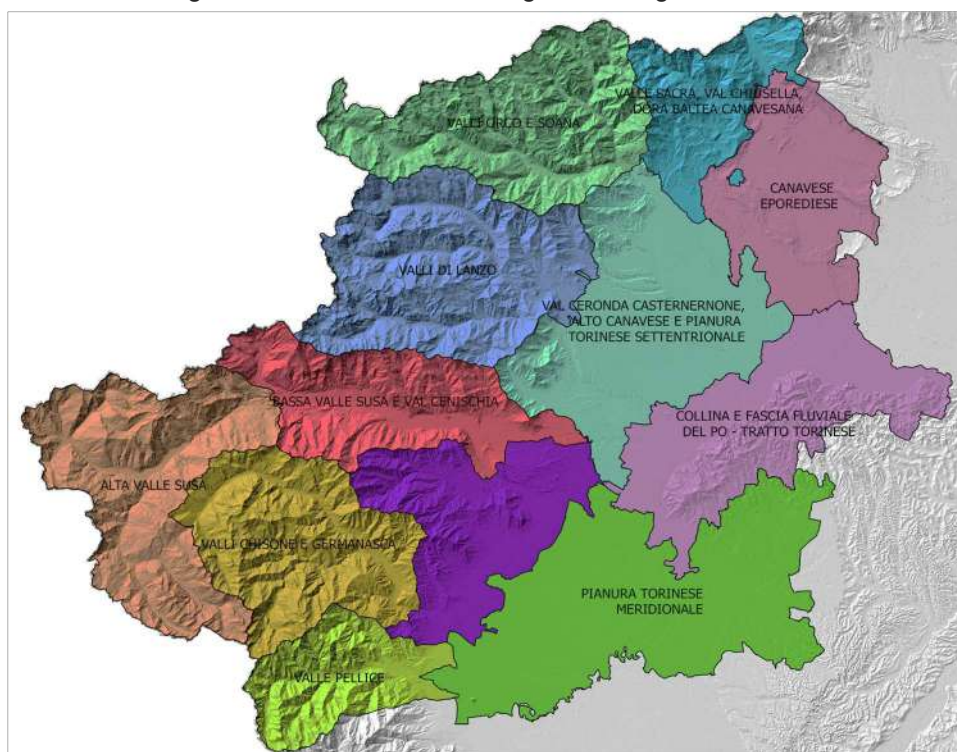 VALLE SACRA, VAL CHIUSELLA,
DORA BALTEA CANAVESANA
VALLI ORCO E SOANA
CANAVESE
EPOREDIESE
VALLI DI LANZO
VAL CERONDA CASTERNERNONE,
ALTO CANAVESE E PIANURA
TORINESE SETTENTRIONALE
BASSA VALLE SUSA E VAL CENISCHIA
COLLINA E FASCIA FLUVIALE
DEL PO - TRATTO TORINESE
ALTA VALLE SUSA
VALLI CHISONE E GERMANASCA
PIANURA TORINESE
MERIDIONALE
VALLE PELLICE